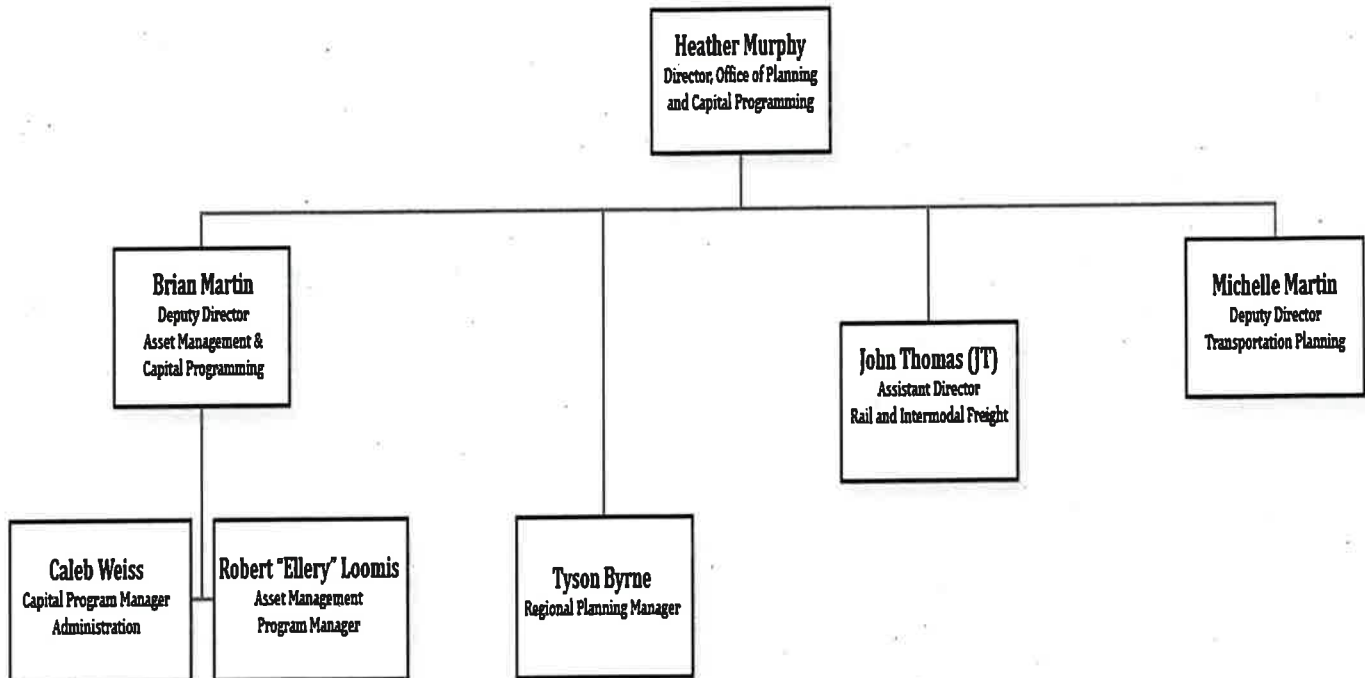 Heather Murphy
Director, Office of Planning
and Capital Programming
Brian Martin
Deputy Director
Asset Management &
Capital Programming
John Thomas (JT)
Assistant Director
Rail and Intermodal Freight
Michelle Martin
Deputy Director
Transportation Planning
Caleb Weiss
Capital Program Manager
Administration
Robert "Ellery" Loomis
Asset Management
Program Manager
Tyson Byrne
Regional Planning Manager